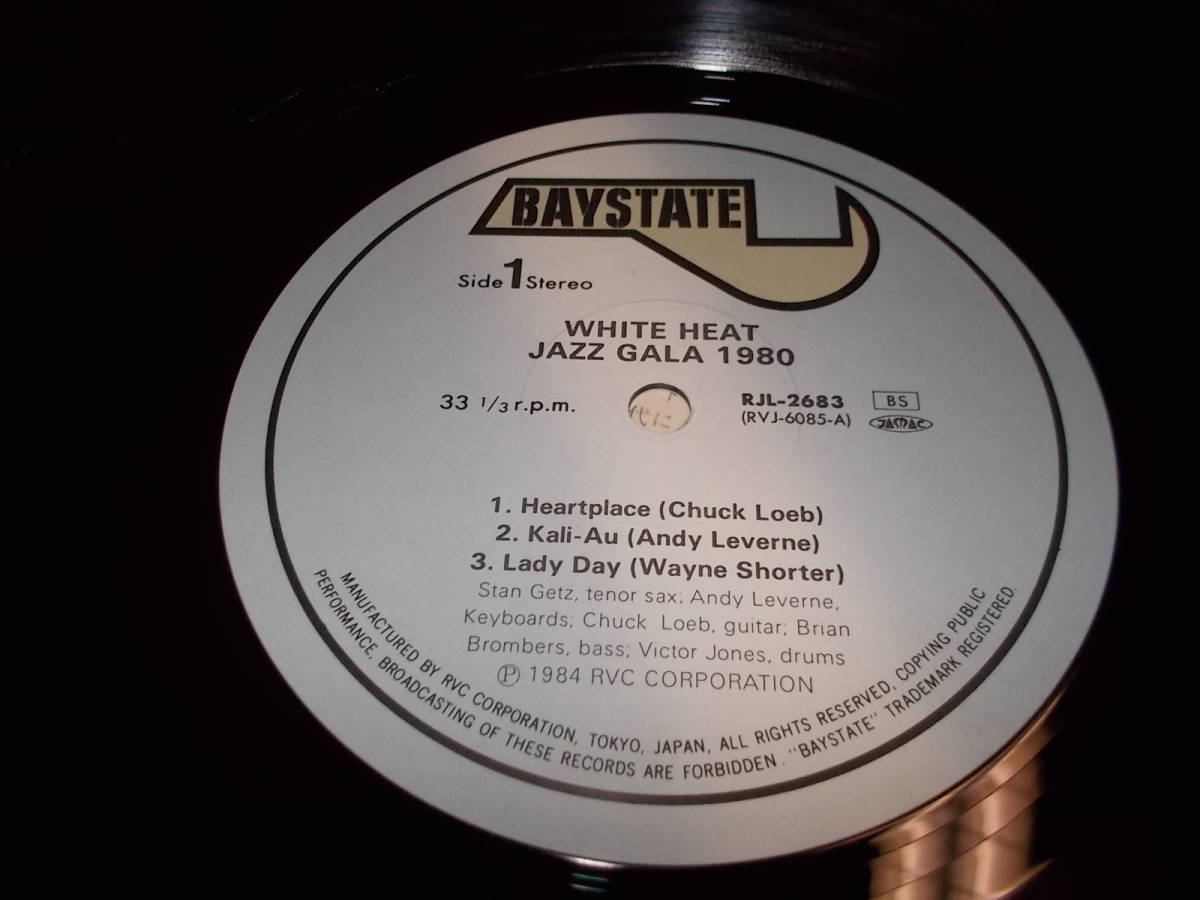 BAYSTATE
Side 1 Stereo
WHITE HEAT
JAZZ GALA 1980
33 1/3 r.p.m.
RJL-2683
(RVJ-6085-A)
BS
JASRAC
代に
1. Heartplace (Chuck Loeb)
2. Kali-Au (Andy Leverne)
3. Lady Day (Wayne Shorter)
Stan Getz, tenor sax; Andy Leverne,
Keyboards; Chuck Loeb, guitar; Brian
Brombers, bass; Victor Jones, drums
Ⓟ 1984 RVC CORPORATION
MANUFACTURED BY RVC CORPORATION, TOKYO, JAPAN, ALL RIGHTS RESERVED, COPYING PUBLIC
PERFORMANCE, BROADCASTING OF THESE RECORDS ARE FORBIDDEN. "BAYSTATE" TRADEMARK REGISTERED.